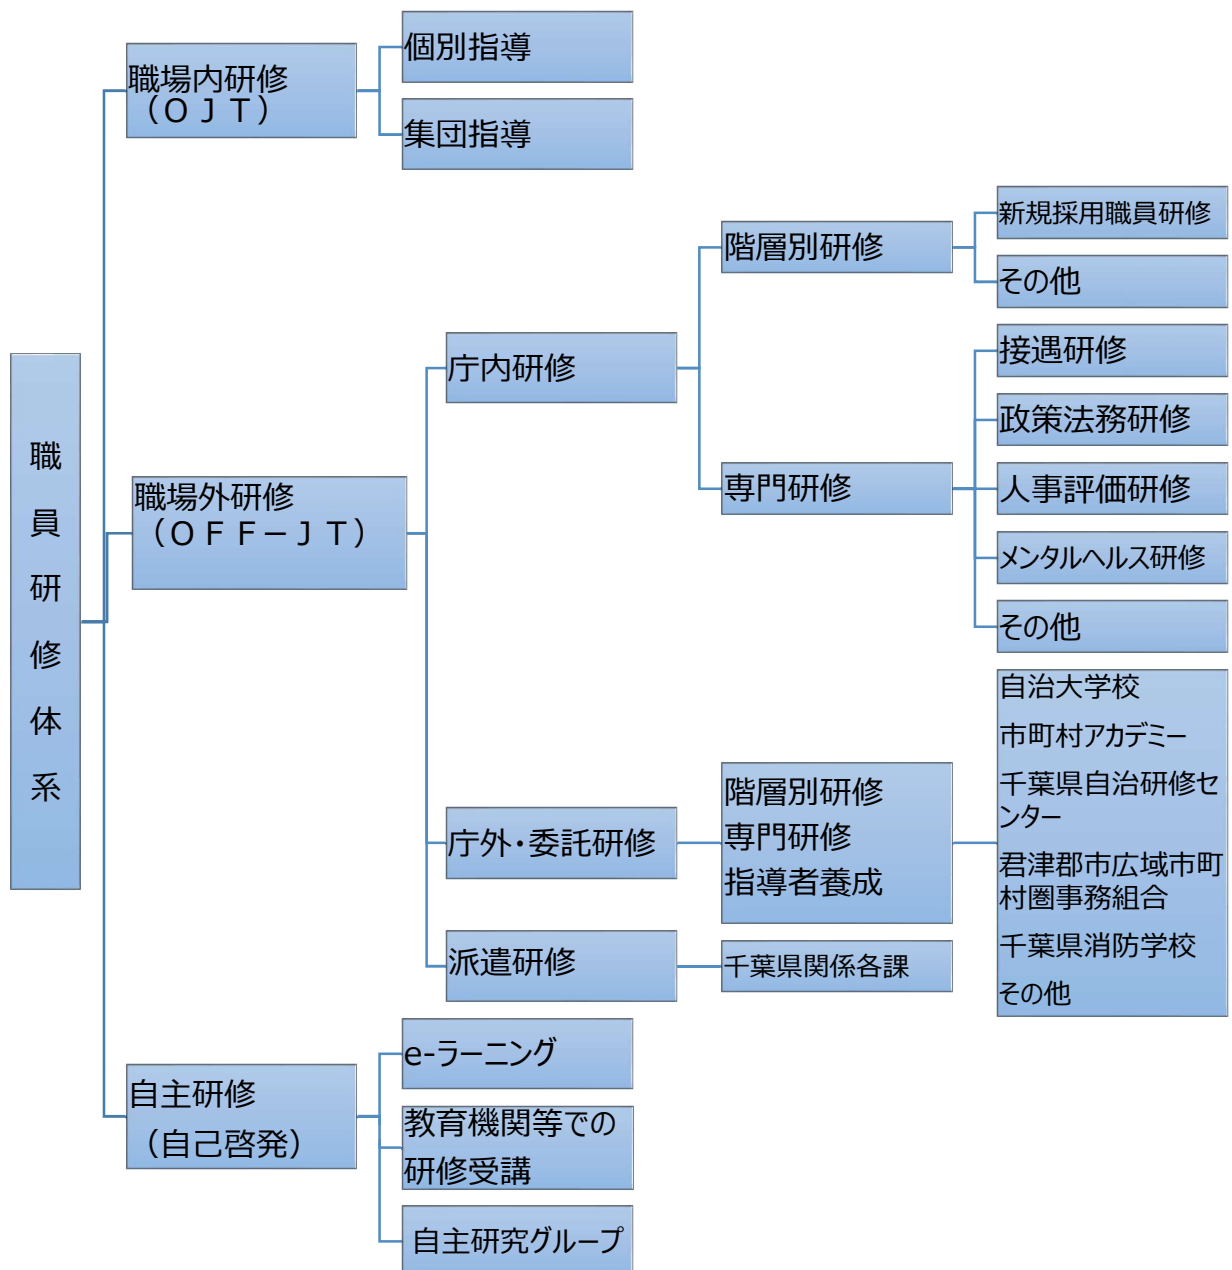 職員研修体系
職場内研修
（ＯＪＴ）
個別指導
集団指導
職場外研修
（ＯＦＦ－ＪＴ）
庁内研修
階層別研修
新規採用職員研修
その他
専門研修
接遇研修
政策法務研修
人事評価研修
メンタルヘルス研修
その他
庁外・委託研修
階層別研修
専門研修
指導者養成
自治大学校
市町村アカデミー
千葉県自治研修セ
ンター
君津郡市広域市町
村圏事務組合
千葉県消防学校
その他
派遣研修
千葉県関係各課
自主研修
（自己啓発）
e-ラーニング
教育機関等での
研修受講
自主研究グループ